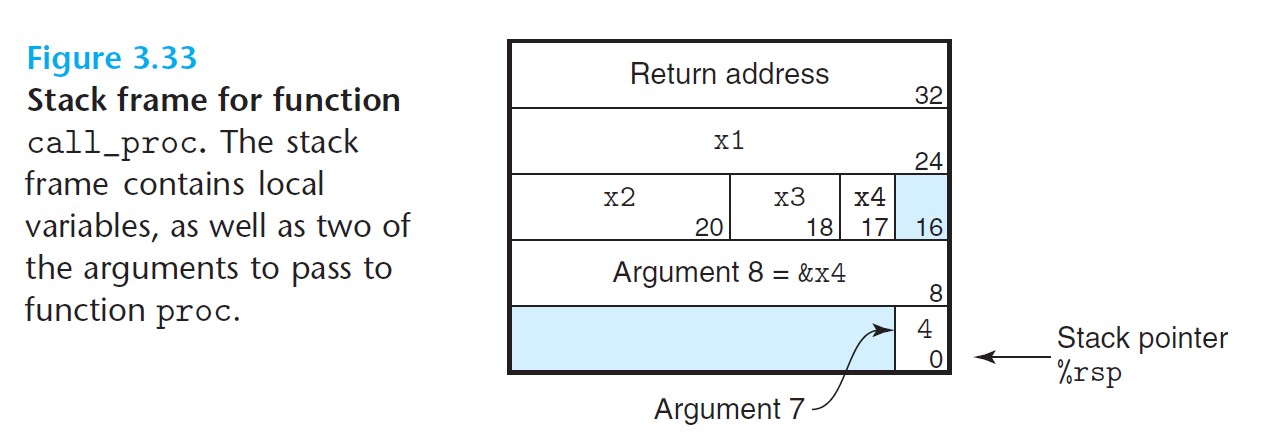 Figure 3.33
Stack frame for function
call_proc. The stack
frame contains local
variables, as well as two of
the arguments to pass to
function proc.
Return address
32
x1
24
x2 x3 x4
20 18 17 16
Argument 8 = &x4
8
4
0
Stack pointer
%rsp
Argument 7